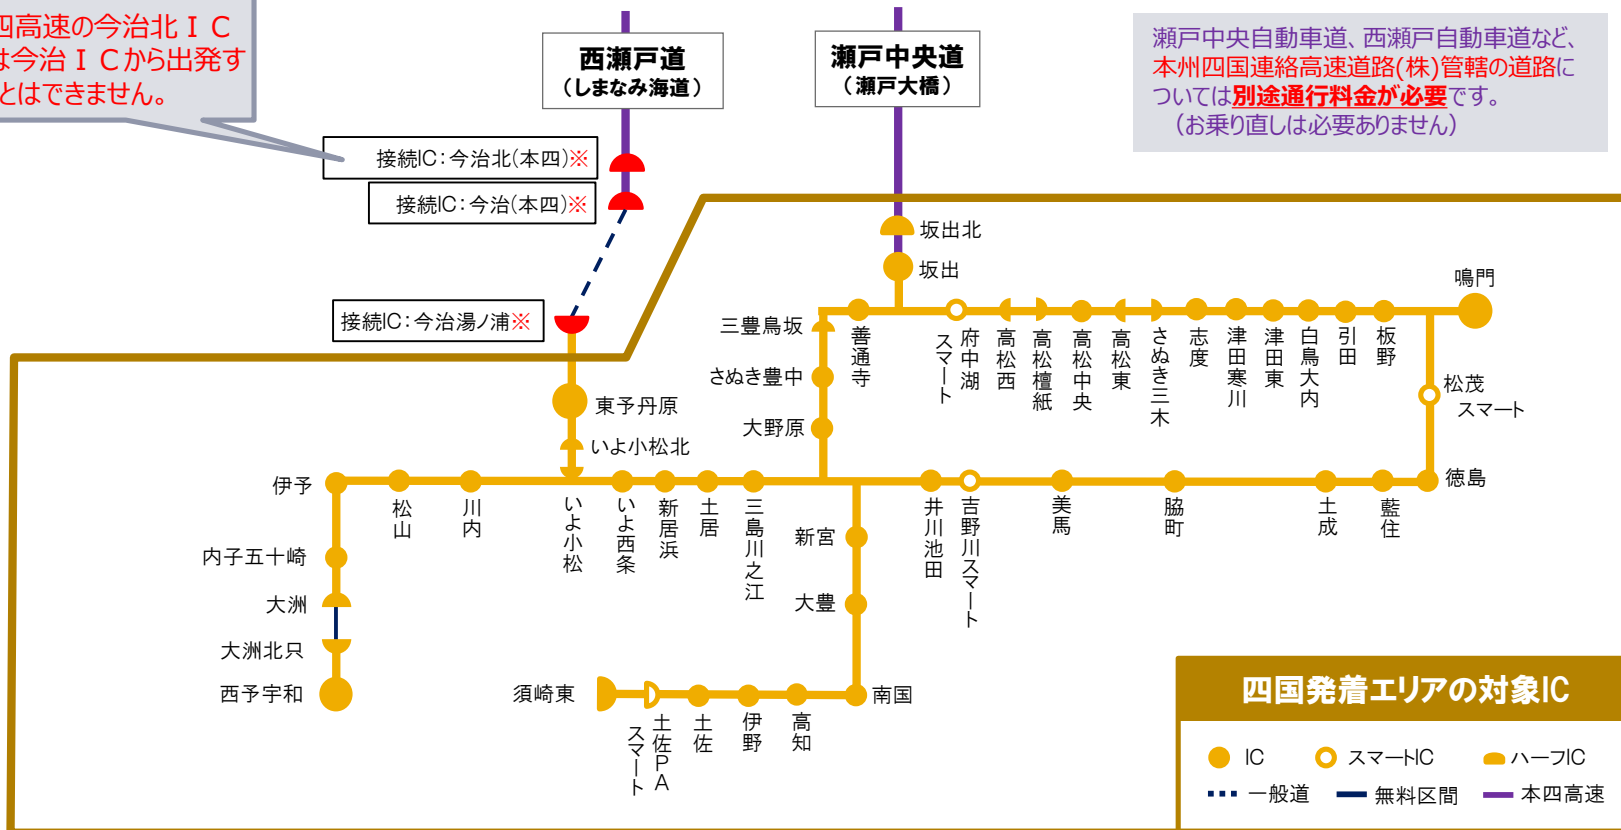 四高速の今治北ＩＣ
は今治ＩＣから出発す
とはできません。
西瀬戸道
（しまなみ海道）
瀬戸中央道
（瀬戸大橋）
瀬戸中央自動車道、西瀬戸自動車道など、
本州四国連絡高速道路(株)管轄の道路に
ついては別途通行料金が必要です。
（お乗り直しは必要ありません）
接続IC：今治北(本四)※
接続IC：今治(本四)※
接続IC：今治湯ノ浦※
坂出北
坂出
鳴門
三豊鳥坂
善通寺
府中湖
スマート
高松西
高松檀紙
高松中央
高松東
さぬき三木
志度
津田寒川
津田東
白鳥大内
引田
板野
さぬき豊中
大野原
松茂
スマート
東予丹原
いよ小松北
伊予
松山
川内
いよ小松
いよ西条
新居浜
土居
三島川之江
井川池田
吉野川スマート
美馬
脇町
土成
藍住
徳島
内子五十崎
大洲
大洲北只
西予宇和
新宮
大豊
須崎東
土佐ＰＡ
スマート
土佐
伊野
高知
南国
四国発着エリアの対象IC
IC
スマートIC
ハーフIC
一般道
無料区間
本四高速